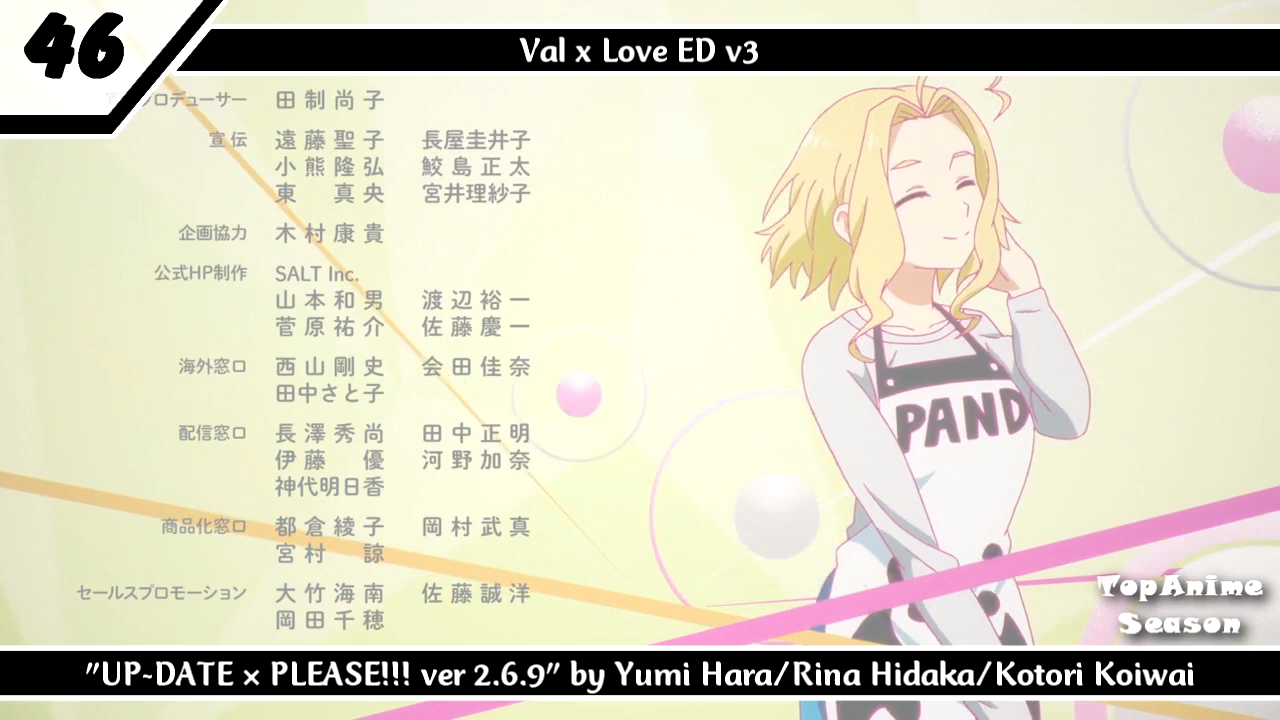 46
Val x Love ED v3
プロデューサー 田制尚子
宣伝 遠藤聖子 長屋圭井子
小熊隆弘 鮫島正太
東 真央 宮井理紗子
企画協力 木村康貴
公式HP制作 SALT Inc.
山本和男 渡辺裕一
菅原祐介 佐藤慶一
海外窓口 西山剛史 会田佳奈
田中さと子
配信窓口 長澤秀尚 田中正明
伊藤 優 河野加奈
神代明日香
商品化窓口 都倉綾子 岡村武真
宮村 諒
セールスプロモーション 大竹海南 佐藤誠洋
岡田千穂
PAND
TopAnime
Season
"UP-DATE × PLEASE!!! ver 2.6.9" by Yumi Hara/Rina Hidaka/Kotori Koiwai